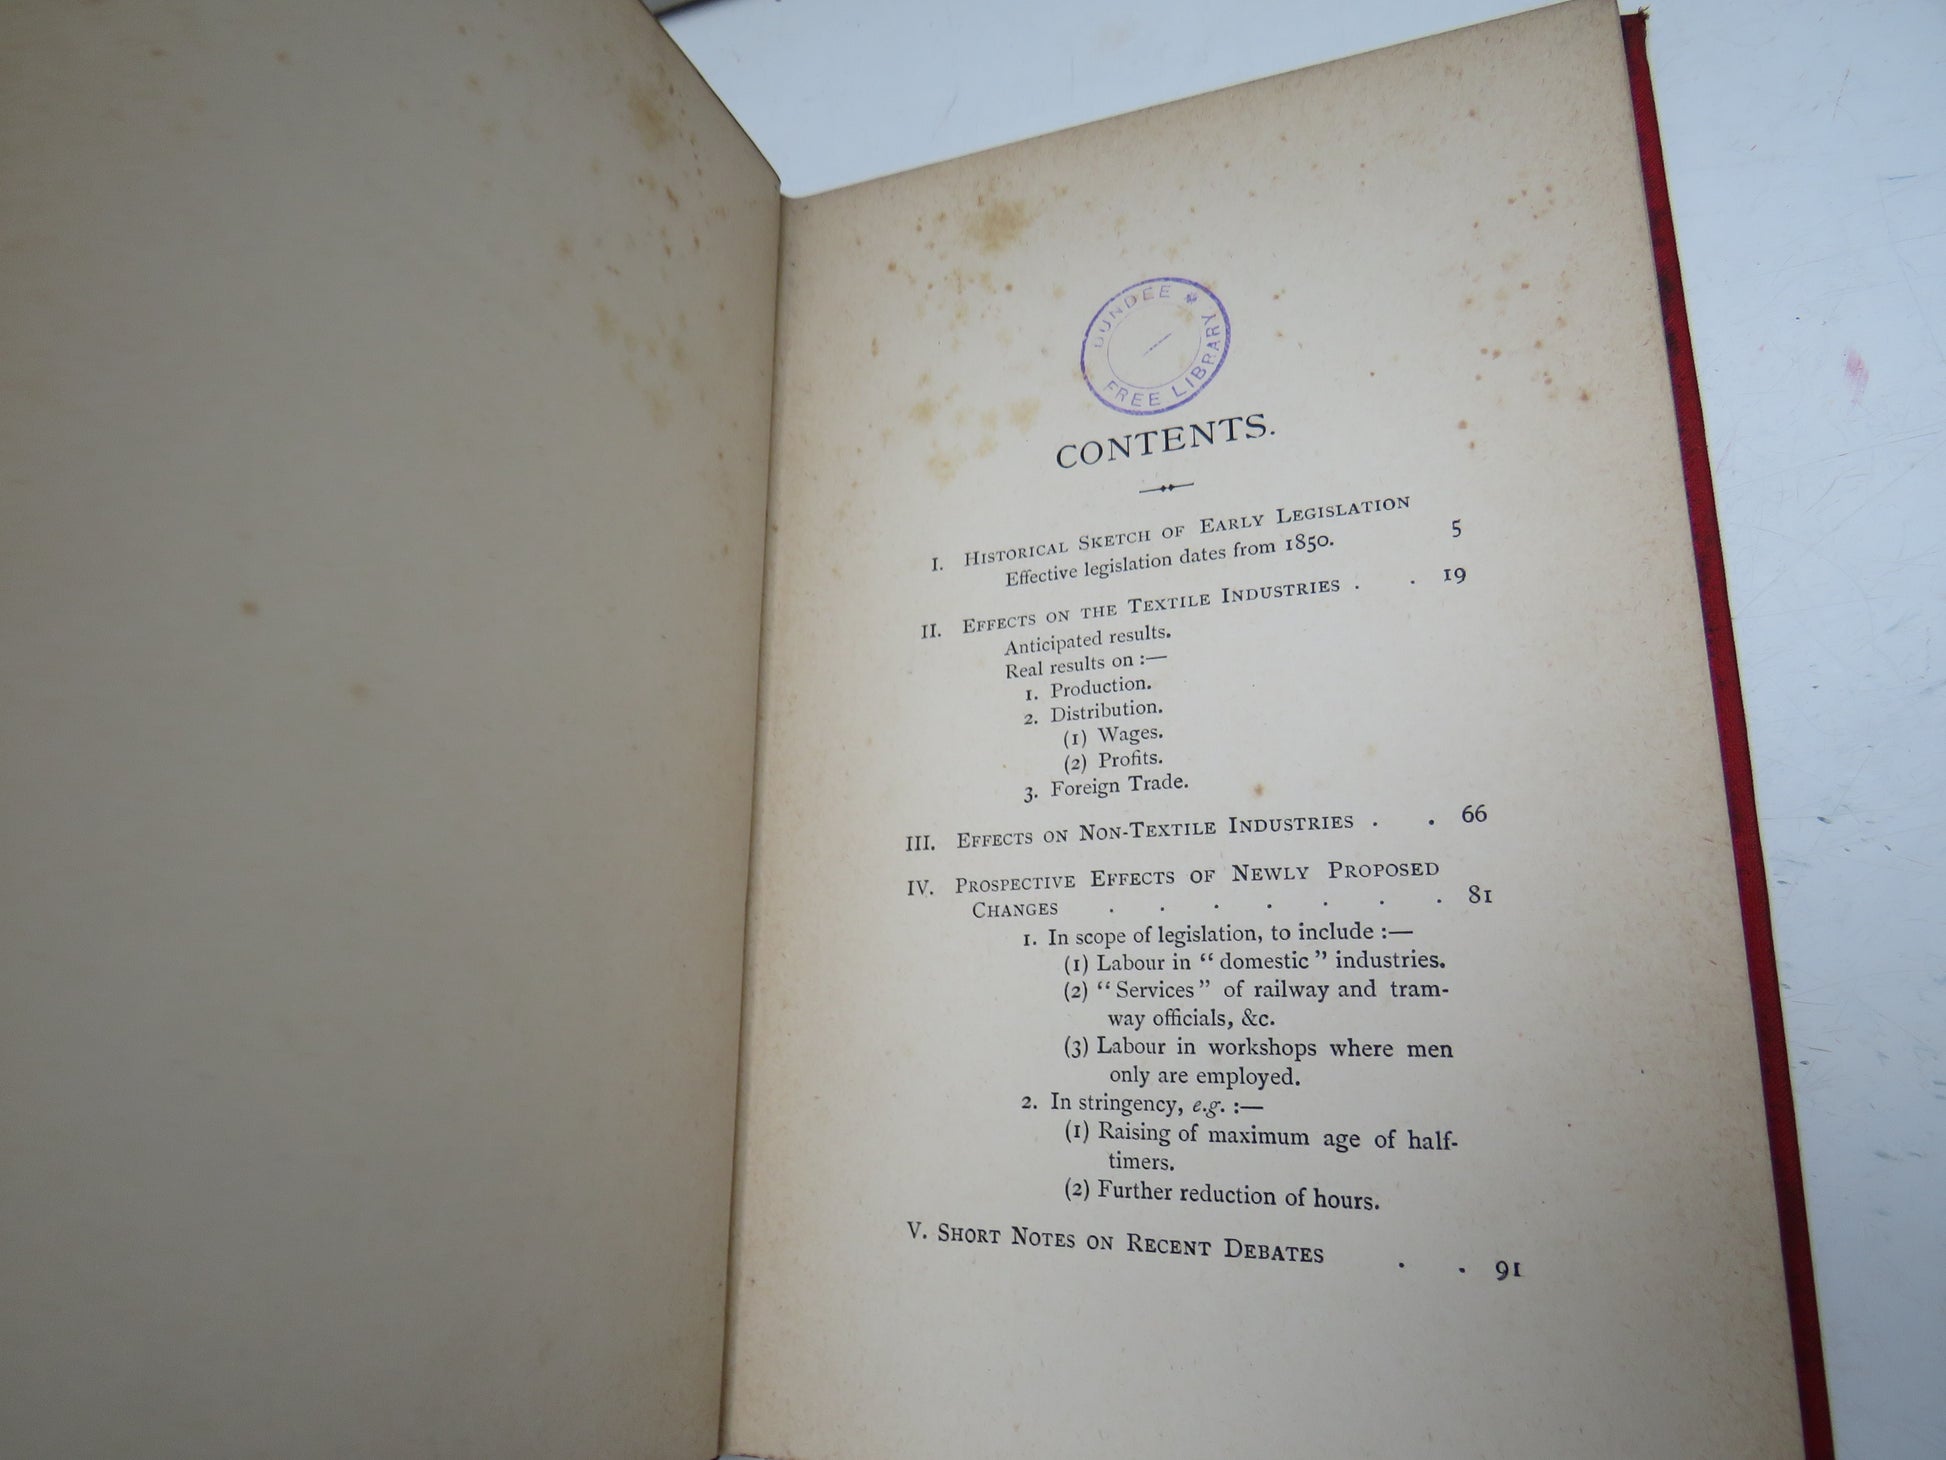 DUNDEE * FREE LIBRARY
CONTENTS.
I. HISTORICAL SKETCH OF EARLY LEGISLATION 5
Effective legislation dates from 1850.
II. EFFECTS ON THE TEXTILE INDUSTRIES . . 19
Anticipated results.
Real results on :—
1. Production.
2. Distribution.
(1) Wages.
(2) Profits.
3. Foreign Trade.
III. EFFECTS ON NON-TEXTILE INDUSTRIES . . 66
IV. PROSPECTIVE EFFECTS OF NEWLY PROPOSED
CHANGES . . . . . . . 81
1. In scope of legislation, to include :—
(1) Labour in “ domestic ” industries.
(2) “ Services ” of railway and tram-
way officials, &c.
(3) Labour in workshops where men
only are employed.
2. In stringency, e.g. :—
(1) Raising of maximum age of half-
timers.
(2) Further reduction of hours.
V. SHORT NOTES ON RECENT DEBATES . . 91